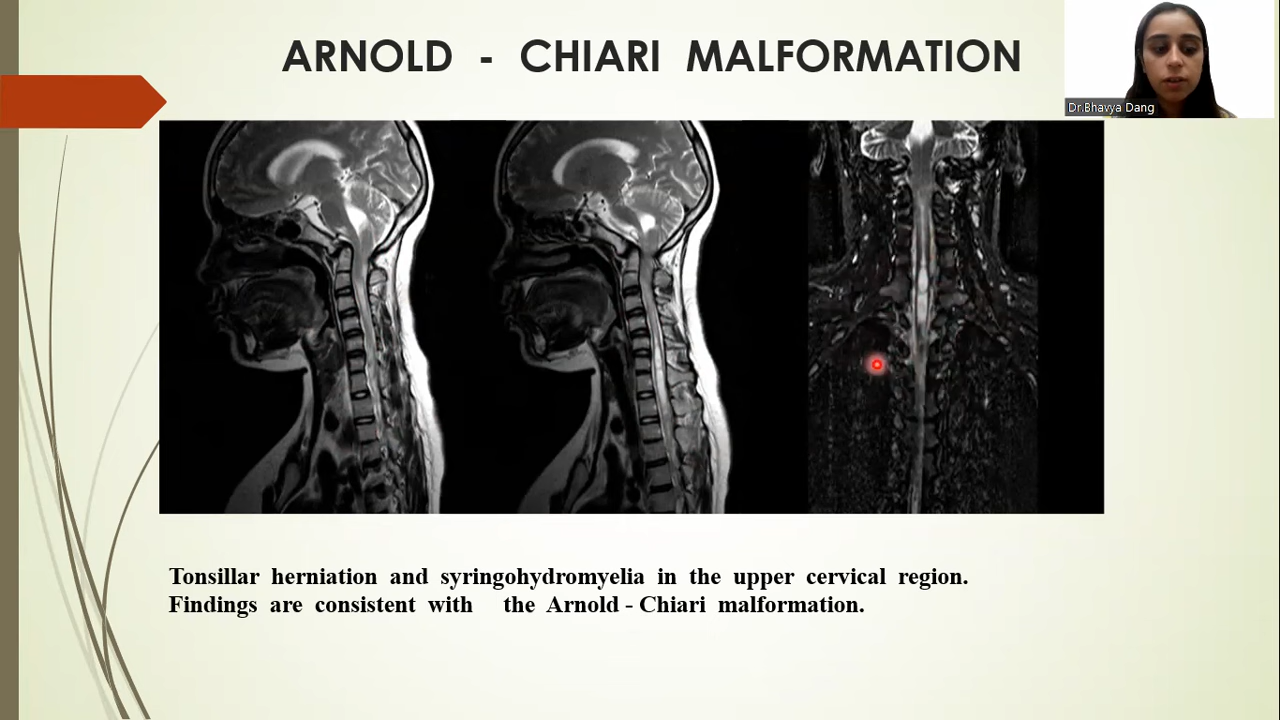 ARNOLD - CHIARI MALFORMATION
Dr.Bhavya Dang
Tonsillar herniation and syringohydromyelia in the upper cervical region.
Findings are consistent with the Arnold - Chiari malformation.